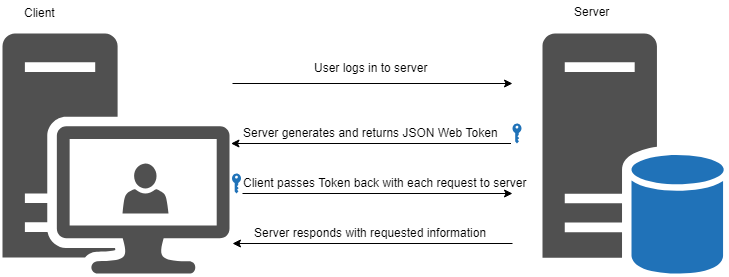 Client
Server
User logs in to server
Server generates and returns JSON Web Token
Client passes Token back with each request to server
Server responds with requested information